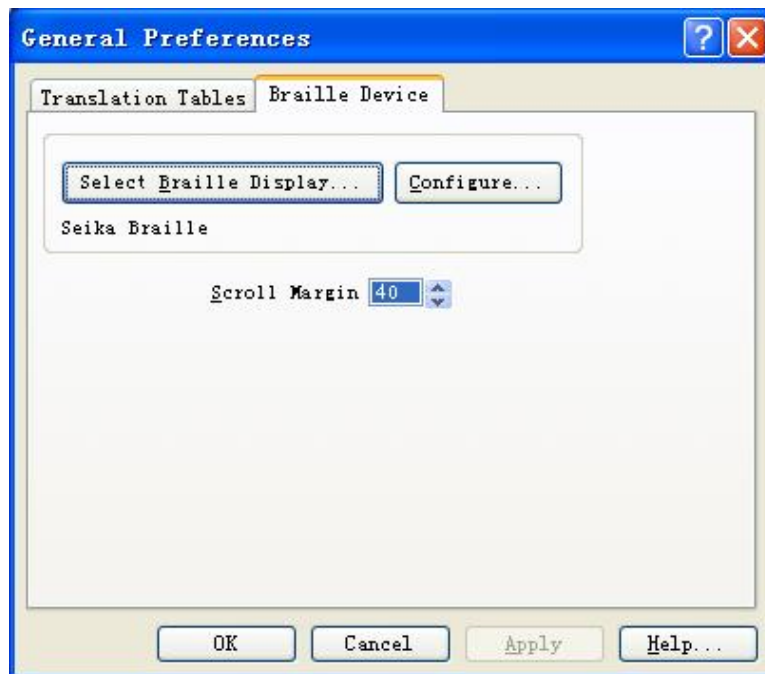 General Preferences
Translation Tables Braille Device
Select Braille Display... Configure...
Seika Braille
Scroll Margin 40
OK Cancel Apply Help...